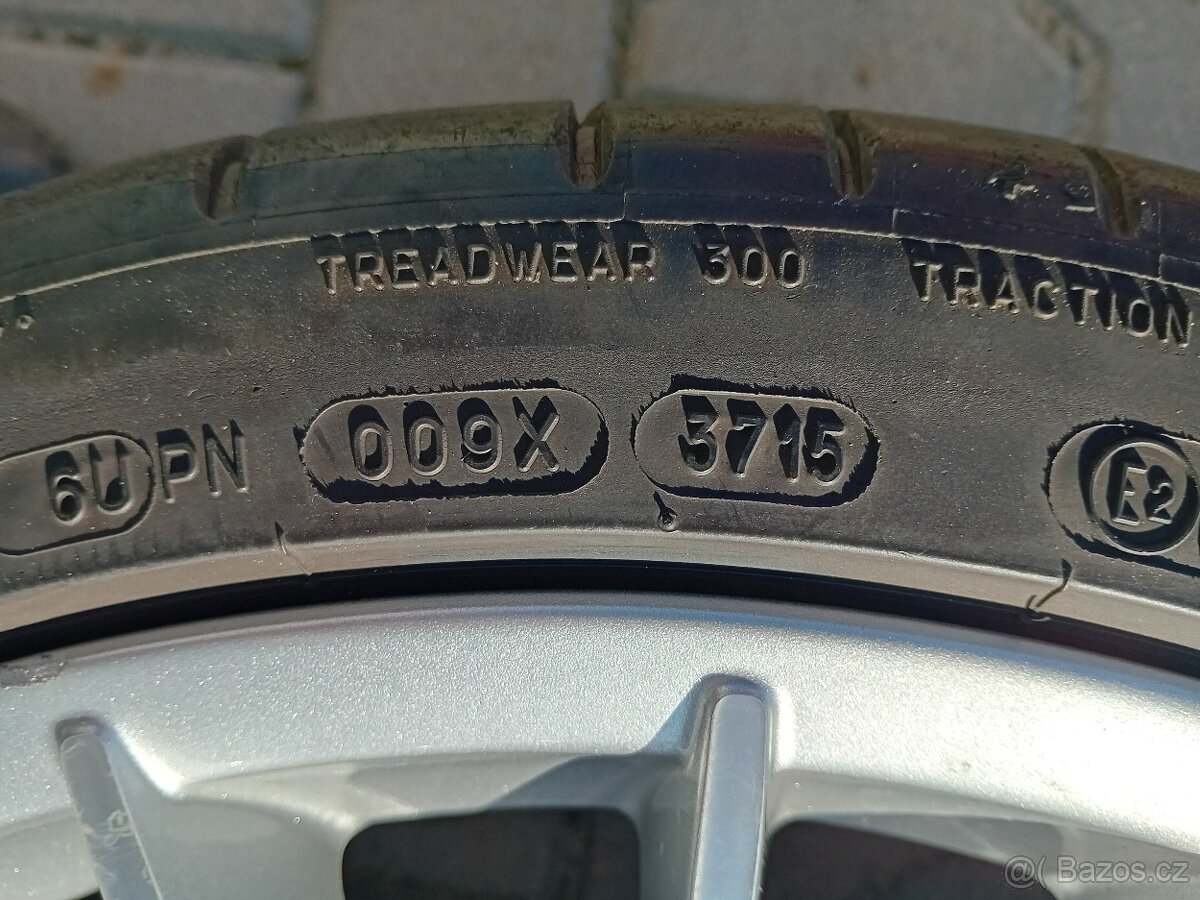 TREADWEAR 300 TRACTION
6U PN 009X 3715 E2
@( Bazos.cz